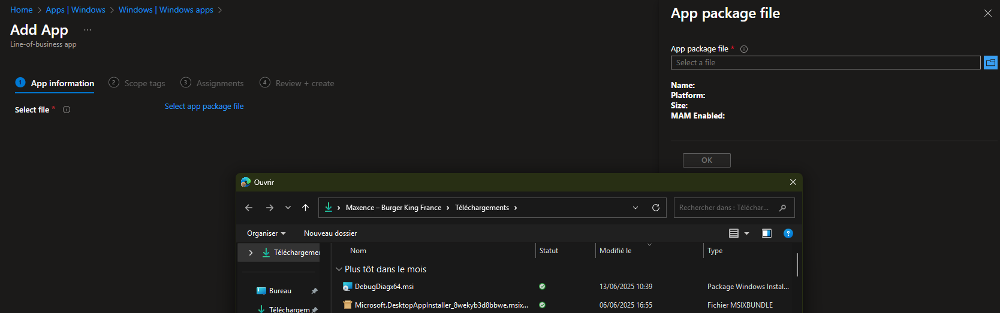 Home > Apps | Windows > Windows | Windows apps >
Add App ...
Line-of-business app
1 App information 2 Scope tags 3 Assignments 4 Review + create
Select file * Select app package file
App package file
App package file *
Select a file
Name:
Platform:
Size:
MAM Enabled:
OK
Ouvrir
Maxence – Burger King France > Téléchargements >
Rechercher dans : Téléchar...
Organiser Nouveau dossier
Téléchargemen
Bureau
Téléchargem
Nom Statut Modifié le Type
Plus tôt dans le mois
DebugDiagx64.msi 13/06/2025 10:39 Package Windows Instal...
Microsoft.DesktopAppInstaller_8wekyb3d8bbwe.msix... 06/06/2025 16:55 Fichier MSIXBUNDLE